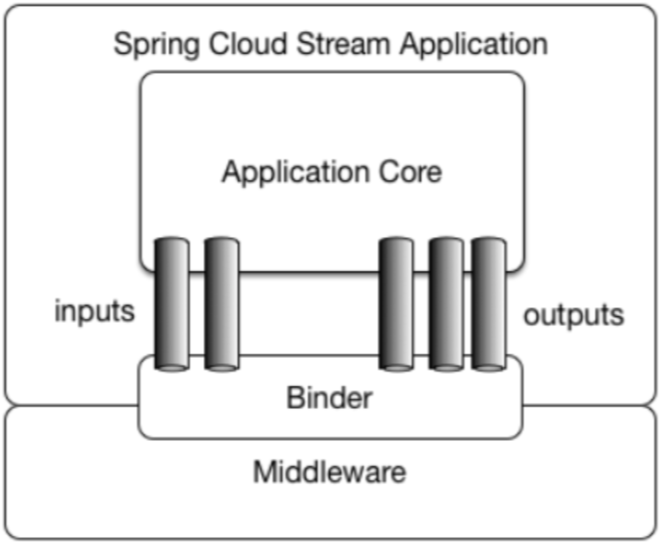 Spring Cloud Stream Application
Application Core
inputs
outputs
Binder
Middleware